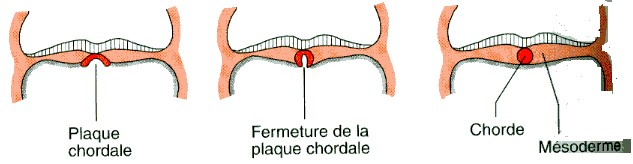 Plaque
chordale
Fermeture de la
plaque chordale
Chorde
Mésoderme